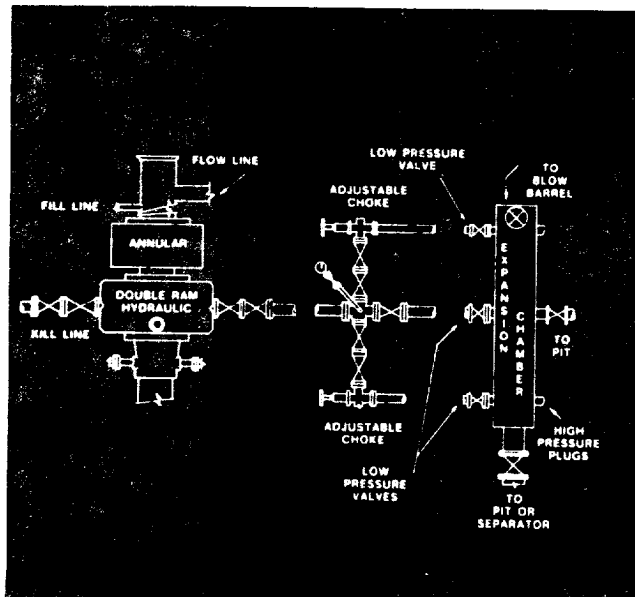 FLOW LINE
FILL LINE
ANNULAR
DOUBLE RAM
HYDRAULIC
KILL LINE
LOW PRESSURE
VALVE
ADJUSTABLE
CHOKE
ADJUSTABLE
CHOKE
LOW
PRESSURE
VALVES
TO
BLOW
BARREL
EXPANSION
CHAMBER
TO
PIT
HIGH
PRESSURE
PLUGS
TO
PIT OR
SEPARATOR